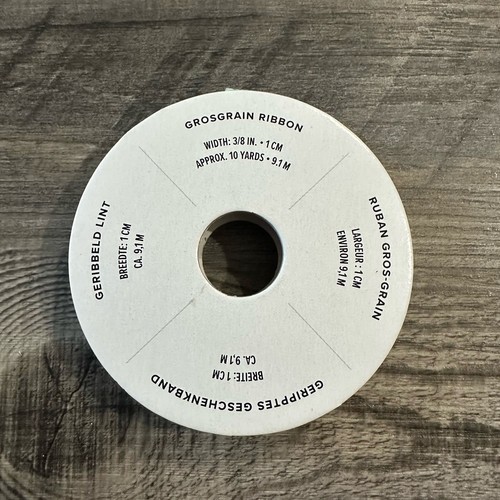 GROSGRAIN RIBBON
WIDTH: 3/8 IN. • 1 CM
APPROX. 10 YARDS • 9.1 M
RUBAN GROS-GRAIN
LARGEUR : 1 CM
ENVIRON 9,1 M
GERIPPTES GESCHENKBAND
BREITE: 1 CM
CA. 9,1 M
GERIBBELD LINT
BREEDTE: 1 CM
CA. 9,1 M